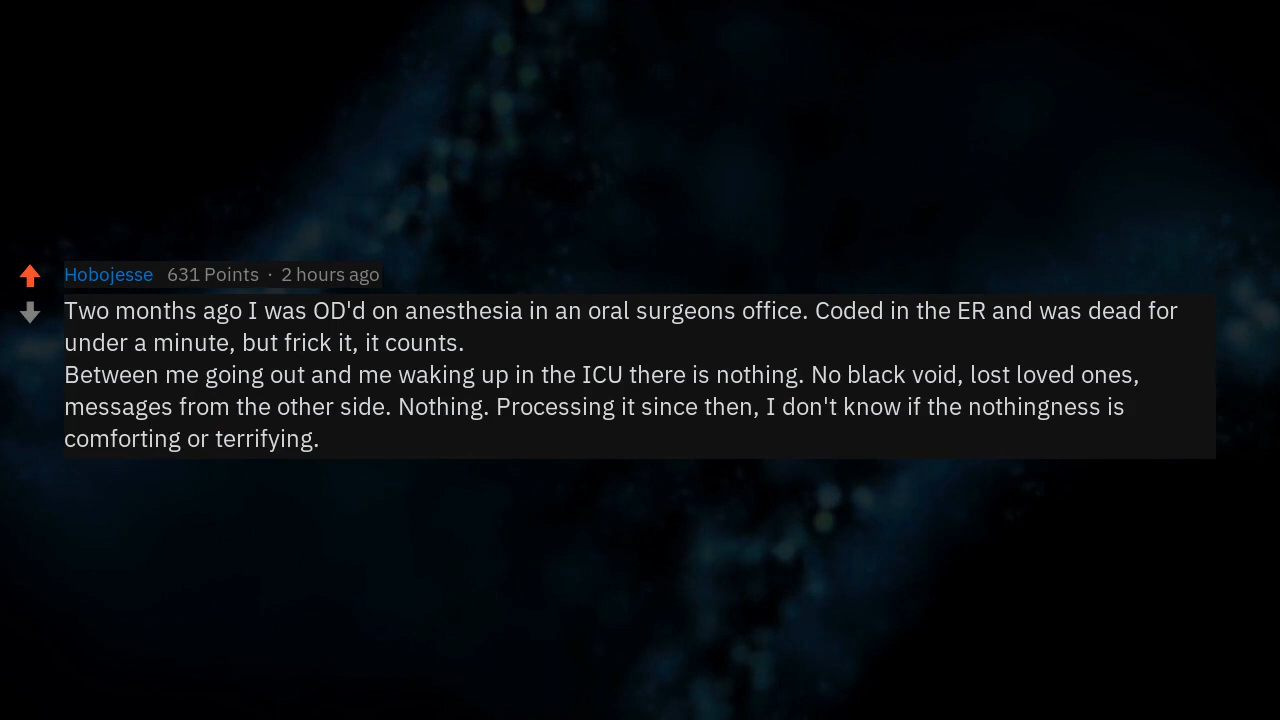 Hobojesse 631 Points · 2 hours ago
Two months ago I was OD'd on anesthesia in an oral surgeons office. Coded in the ER and was dead for
under a minute, but frick it, it counts.
Between me going out and me waking up in the ICU there is nothing. No black void, lost loved ones,
messages from the other side. Nothing. Processing it since then, I don't know if the nothingness is
comforting or terrifying.